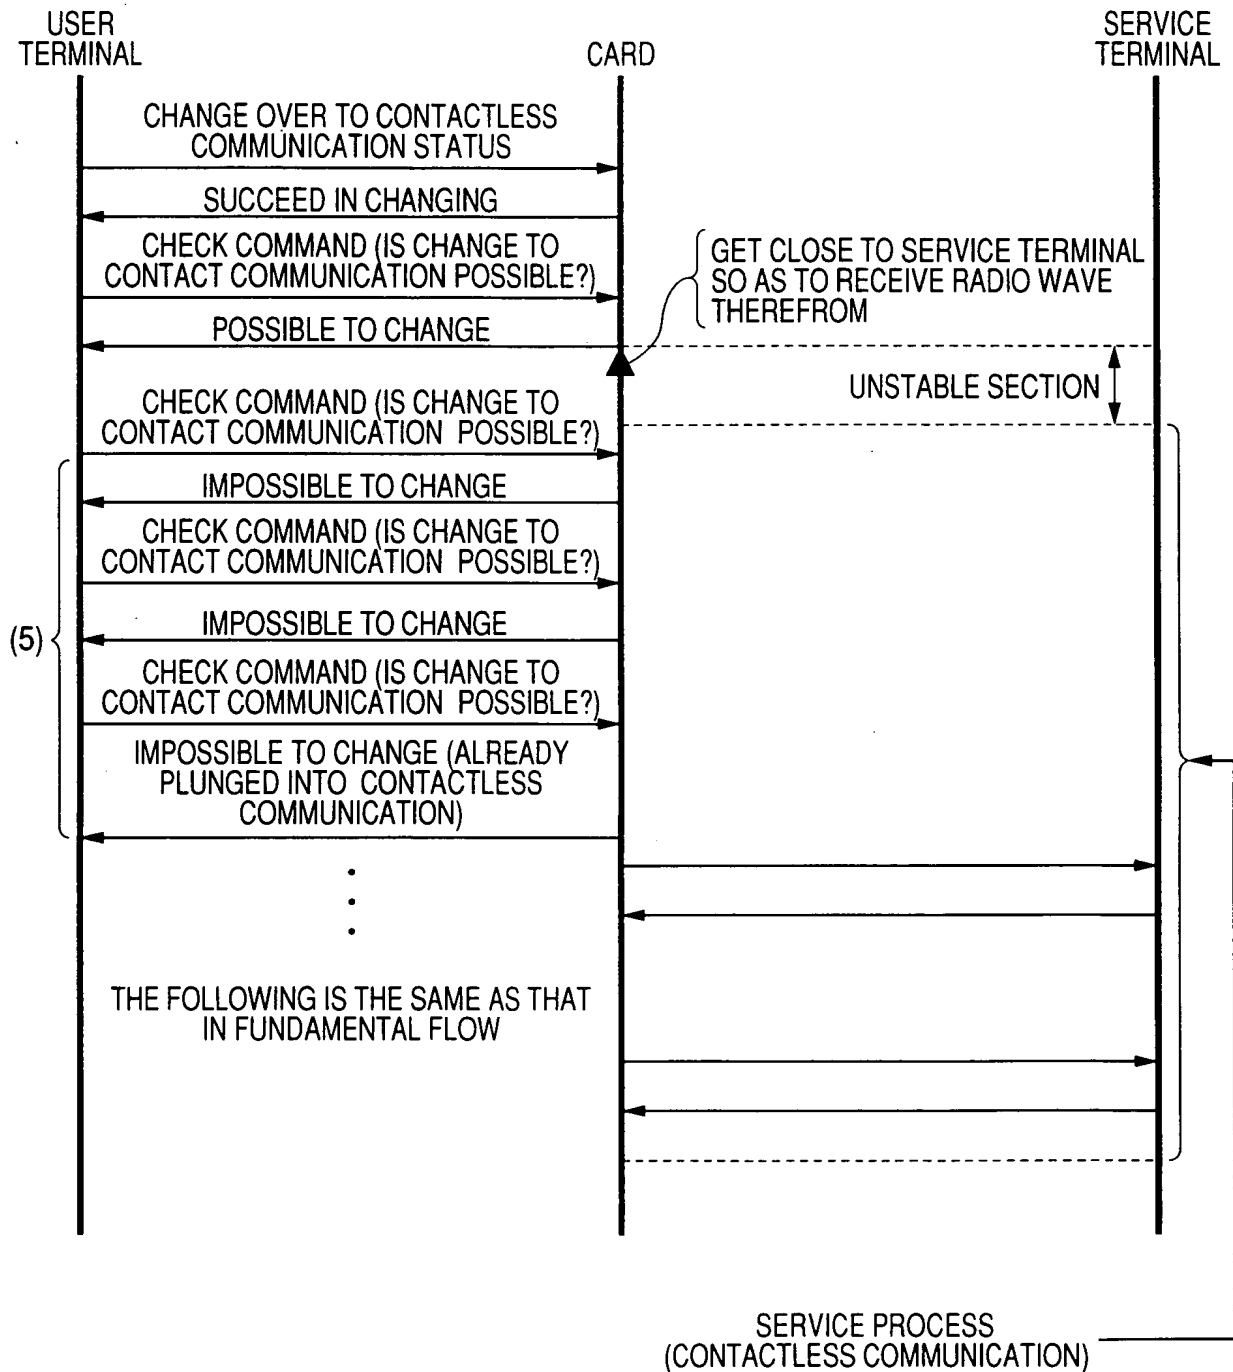 USER
TERMINAL
CARD
SERVICE
TERMINAL
CHANGE OVER TO CONTACTLESS
COMMUNICATION STATUS
SUCCEED IN CHANGING
CHECK COMMAND (IS CHANGE TO
CONTACT COMMUNICATION POSSIBLE?)
GET CLOSE TO SERVICE TERMINAL
SO AS TO RECEIVE RADIO WAVE
THEREFROM
POSSIBLE TO CHANGE
UNSTABLE SECTION
CHECK COMMAND (IS CHANGE TO
CONTACT COMMUNICATION POSSIBLE?)
IMPOSSIBLE TO CHANGE
CHECK COMMAND (IS CHANGE TO
CONTACT COMMUNICATION POSSIBLE?)
IMPOSSIBLE TO CHANGE
(5)
CHECK COMMAND (IS CHANGE TO
CONTACT COMMUNICATION POSSIBLE?)
IMPOSSIBLE TO CHANGE (ALREADY
PLUNGED INTO CONTACTLESS
COMMUNICATION)
THE FOLLOWING IS THE SAME AS THAT
IN FUNDAMENTAL FLOW
SERVICE PROCESS
(CONTACTLESS COMMUNICATION)